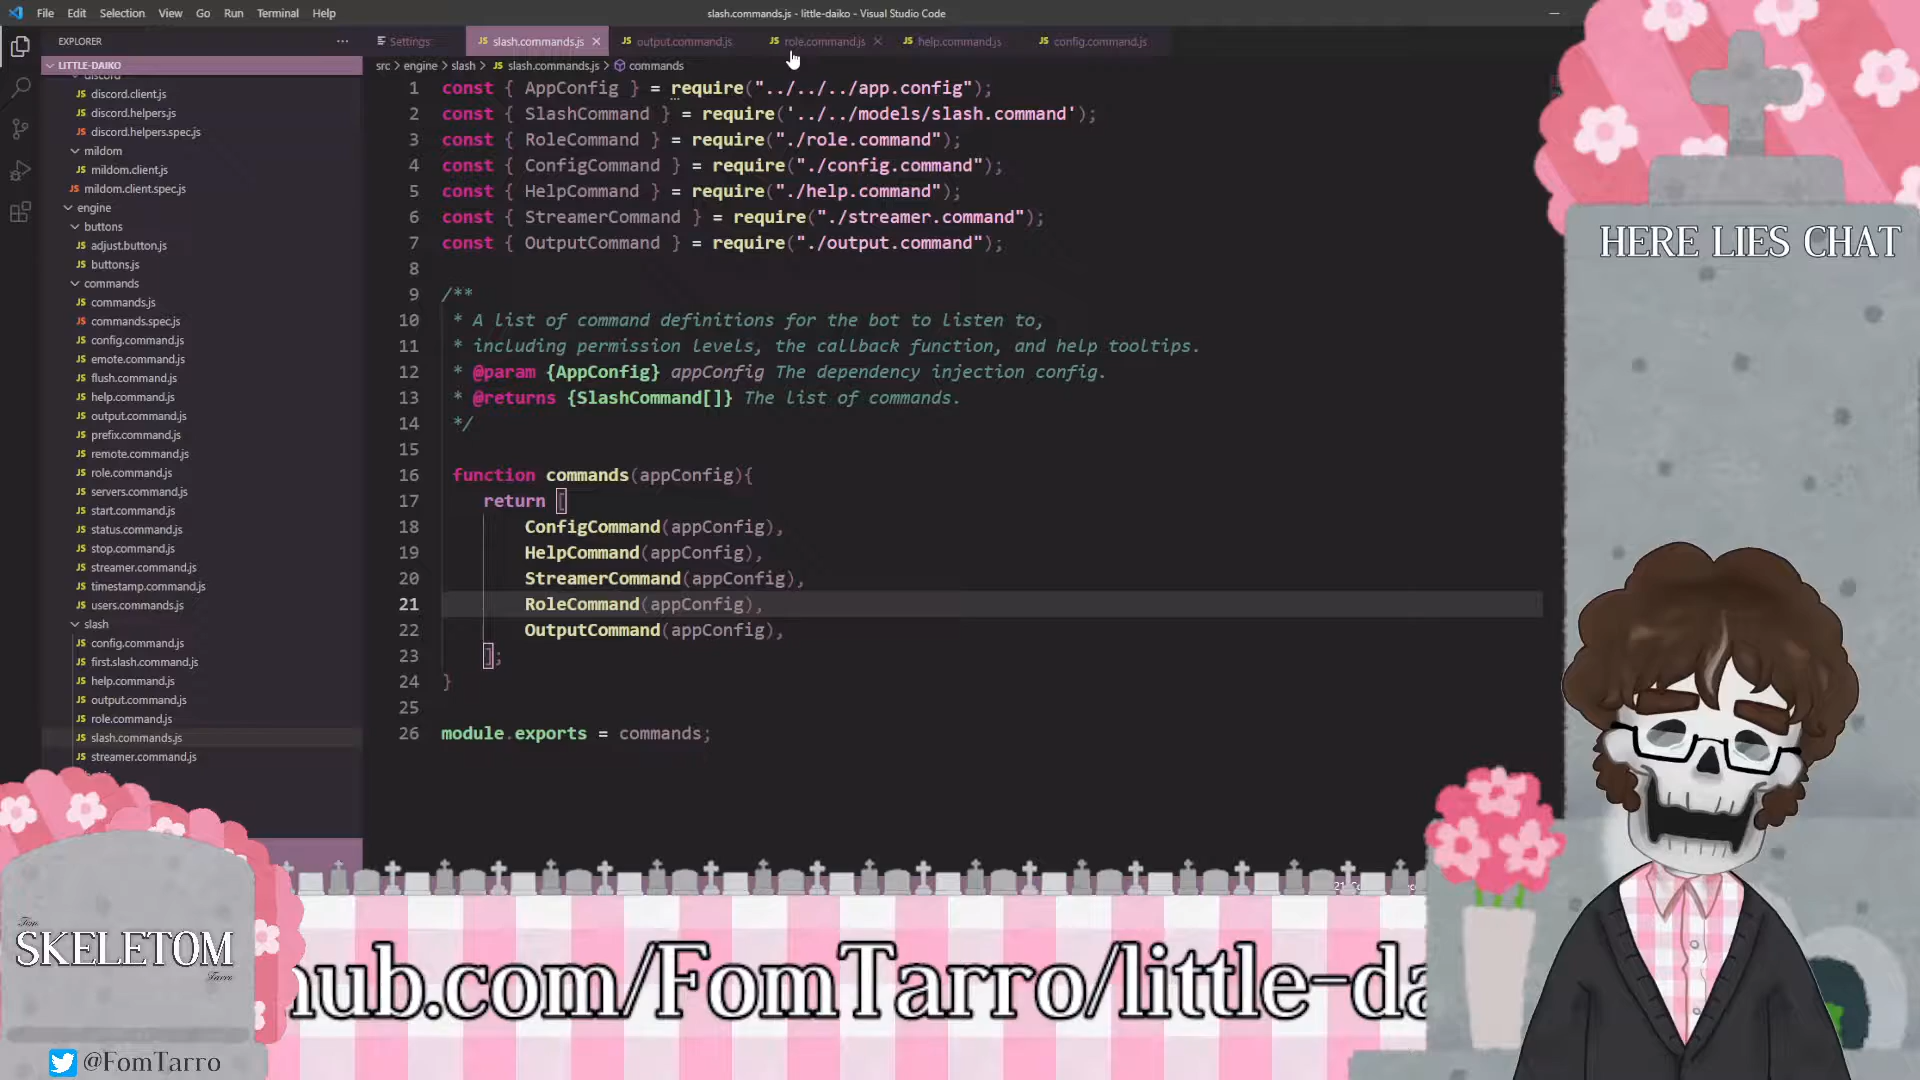 File Edit Selection View Go Run Terminal Help
slash.commands.js - little-daiko - Visual Studio Code
EXPLORER
Settings
slash.commands.js
output.command.js
role.command.js
help.command.js
config.command.js
LITTLE-DAIKO
src > engine > slash > JS slash.commands.js > commands
discord
discord.client.js
discord.helpers.js
discord.helpers.spec.js
mildom
mildom.client.js
mildom.client.spec.js
engine
buttons
adjust.button.js
buttons.js
commands
commands.js
commands.spec.js
config.command.js
emote.command.js
flush.command.js
help.command.js
output.command.js
prefix.command.js
remote.command.js
role.command.js
servers.command.js
start.command.js
status.command.js
stop.command.js
streamer.command.js
timestamp.command.js
users.commands.js
slash
config.command.js
first.slash.command.js
help.command.js
output.command.js
role.command.js
slash.commands.js
streamer.command.js
1 const { AppConfig } = require("../../../app.config");
2 const { SlashCommand } = require('../../models/slash.command');
3 const { RoleCommand } = require("./role.command");
4 const { ConfigCommand } = require("./config.command");
5 const { HelpCommand } = require("./help.command");
6 const { StreamerCommand } = require("./streamer.command");
7 const { OutputCommand } = require("./output.command");
8
9 /**
10 * A list of command definitions for the bot to listen to,
11 * including permission levels, the callback function, and help tooltips.
12 * @param {AppConfig} appConfig The dependency injection config.
13 * @returns {SlashCommand[]} The list of commands.
14 */
15
16 function commands(appConfig){
17 return [
18 ConfigCommand(appConfig),
19 HelpCommand(appConfig),
20 StreamerCommand(appConfig),
21 RoleCommand(appConfig),
22 OutputCommand(appConfig),
23 ];
24 }
25
26 module.exports = commands;
HERE LIES CHAT
Fom
SKELETOM
Tarro
@FomTarro
hub.com/FomTarro/little-da